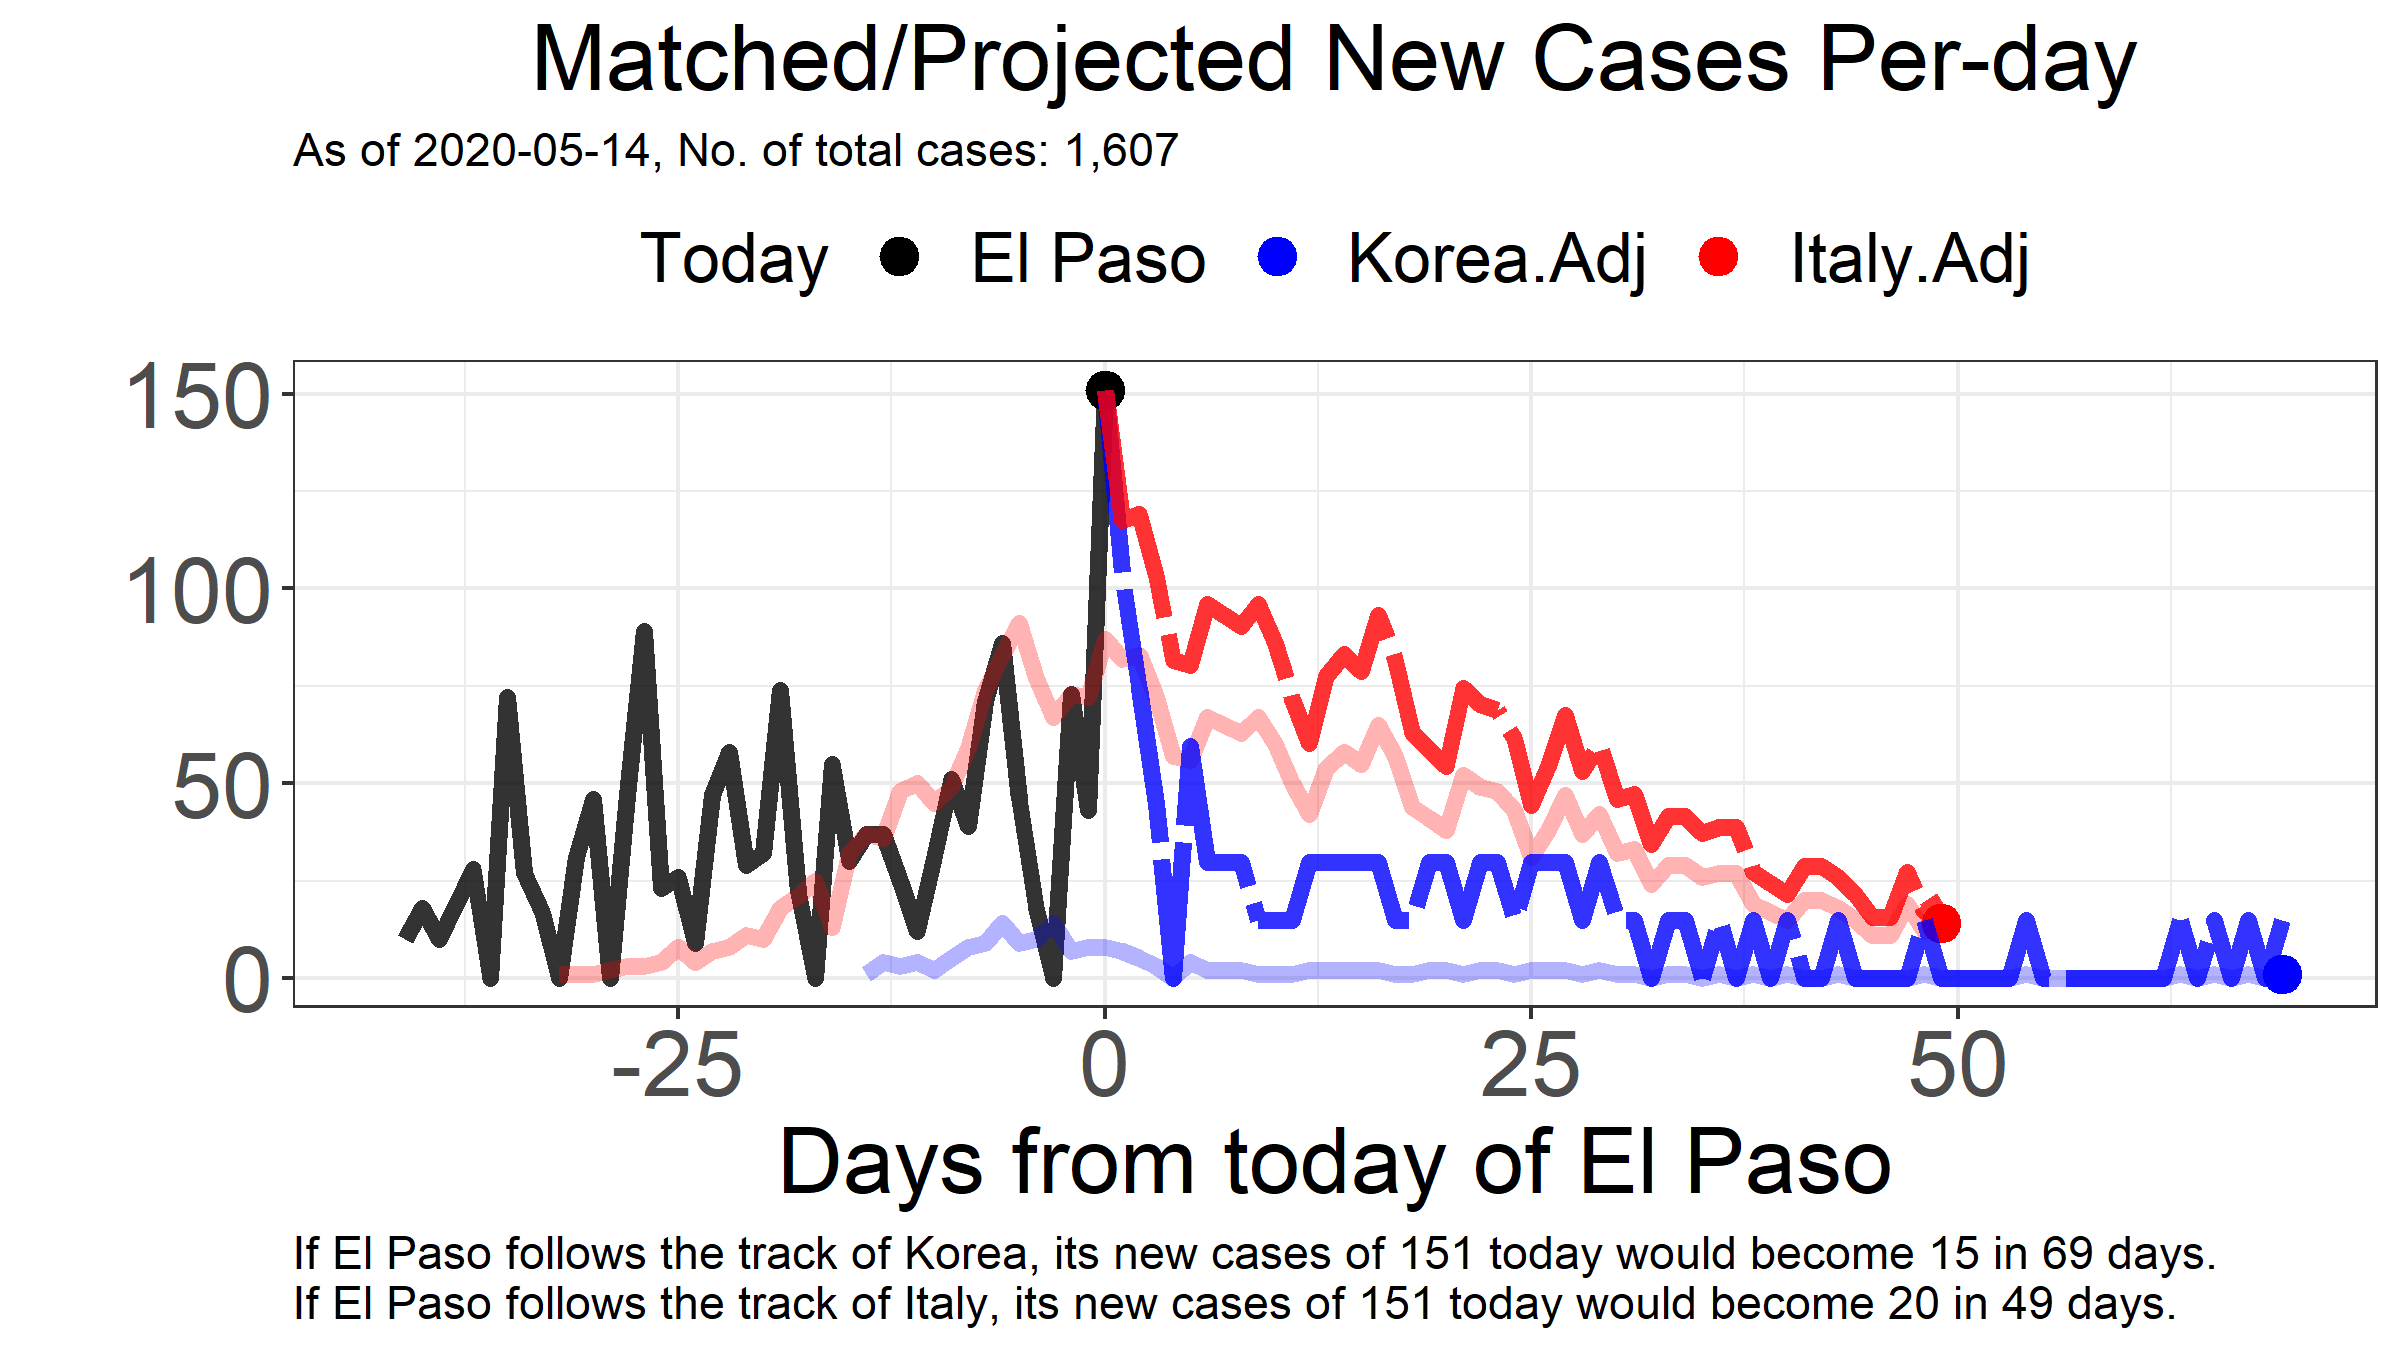 Matched/Projected New Cases Per-day
As of 2020-05-14, No. of total cases: 1,607
Today El Paso Korea.Adj Italy.Adj
150
100
50
0
-25 0 25 50
Days from today of El Paso
If El Paso follows the track of Korea, its new cases of 151 today would become 15 in 69 days.
If El Paso follows the track of Italy, its new cases of 151 today would become 20 in 49 days.